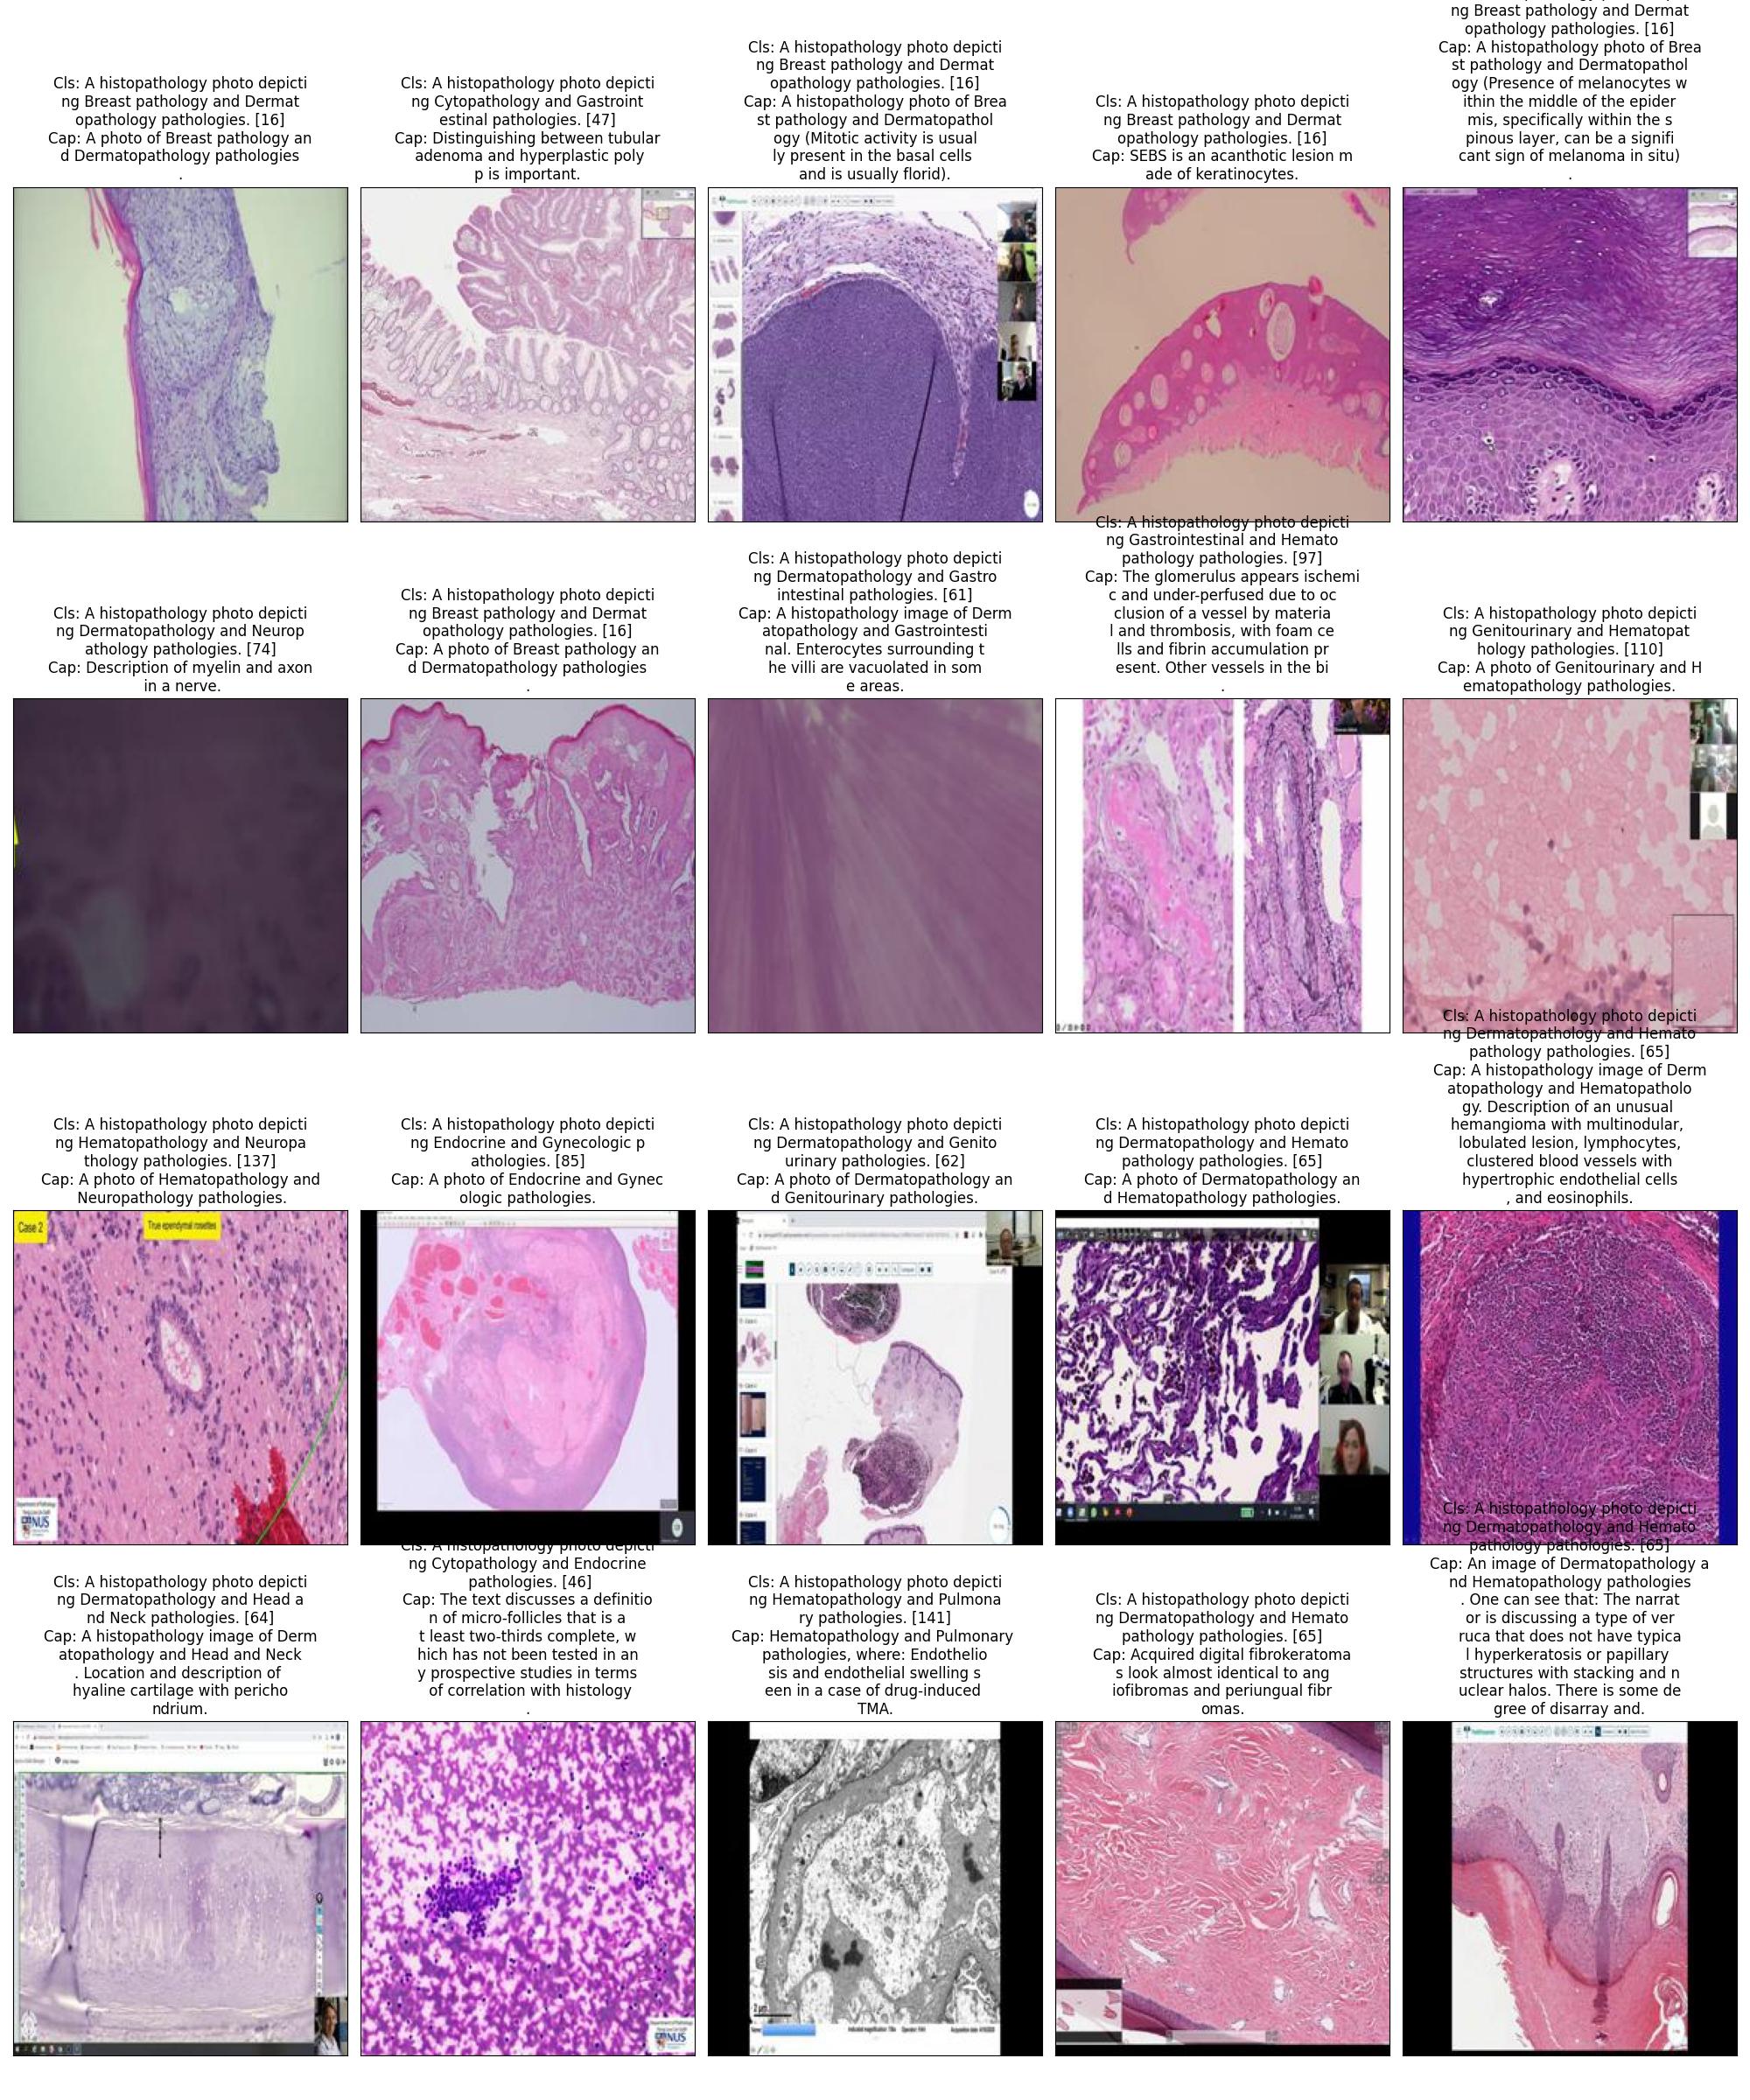 Cls: A histopathology photo depicti
ng Breast pathology and Dermat
opathology pathologies. [16]
Cap: A photo of Breast pathology an
d Dermatopathology pathologies
.
Cls: A histopathology photo depicti
ng Cytopathology and Gastroint
estinal pathologies. [47]
Cap: Distinguishing between tubular
adenoma and hyperplastic poly
p is important.
Cls: A histopathology photo depicti
ng Breast pathology and Dermat
opathology pathologies. [16]
Cap: A histopathology photo of Brea
st pathology and Dermatopathol
ogy (Mitotic activity is usual
ly present in the basal cells
and is usually florid).
Cls: A histopathology photo depicti
ng Breast pathology and Dermat
opathology pathologies. [16]
Cap: SEBS is an acanthotic lesion m
ade of keratinocytes.
ng Breast pathology and Dermat
opathology pathologies. [16]
Cap: A histopathology photo of Brea
st pathology and Dermatopathol
ogy (Presence of melanocytes w
ithin the middle of the epider
mis, specifically within the s
pinous layer, can be a signifi
cant sign of melanoma in situ)
.
Cls: A histopathology photo depicti
ng Dermatopathology and Neurop
athology pathologies. [74]
Cap: Description of myelin and axon
in a nerve.
Cls: A histopathology photo depicti
ng Breast pathology and Dermat
opathology pathologies. [16]
Cap: A photo of Breast pathology an
d Dermatopathology pathologies
.
Cls: A histopathology photo depicti
ng Dermatopathology and Gastro
intestinal pathologies. [61]
Cap: A histopathology image of Derm
atopathology and Gastrointesti
nal. Enterocytes surrounding t
he villi are vacuolated in som
e areas.
Cls: A histopathology photo depicti
ng Gastrointestinal and Hemato
pathology pathologies. [97]
Cap: The glomerulus appears ischemi
c and under-perfused due to oc
clusion of a vessel by materia
l and thrombosis, with foam ce
lls and fibrin accumulation pr
esent. Other vessels in the bi
.
Cls: A histopathology photo depicti
ng Genitourinary and Hematopat
hology pathologies. [110]
Cap: A photo of Genitourinary and H
ematopathology pathologies.
Cls: A histopathology photo depicti
ng Hematopathology and Neuropa
thology pathologies. [137]
Cap: A photo of Hematopathology and
Neuropathology pathologies.
Case 2
True ependymal rosettes
NUS
Cls: A histopathology photo depicti
ng Endocrine and Gynecologic p
athologies. [85]
Cap: A photo of Endocrine and Gynec
ologic pathologies.
Cls: A histopathology photo depicti
ng Dermatopathology and Genito
urinary pathologies. [62]
Cap: A photo of Dermatopathology an
d Genitourinary pathologies.
Cls: A histopathology photo depicti
ng Dermatopathology and Hemato
pathology pathologies. [65]
Cap: A photo of Dermatopathology an
d Hematopathology pathologies.
Cls: A histopathology photo depicti
ng Dermatopathology and Hemato
pathology pathologies. [65]
Cap: A histopathology image of Derm
atopathology and Hematopatholo
gy. Description of an unusual
hemangioma with multinodular,
lobulated lesion, lymphocytes,
clustered blood vessels with
hypertrophic endothelial cells
, and eosinophils.
Cls: A histopathology photo depicti
ng Dermatopathology and Head a
nd Neck pathologies. [64]
Cap: A histopathology image of Derm
atopathology and Head and Neck
. Location and description of
hyaline cartilage with pericho
ndrium.
Cls: A histopathology photo depicti
ng Cytopathology and Endocrine
pathologies. [46]
Cap: The text discusses a definitio
n of micro-follicles that is a
t least two-thirds complete, w
hich has not been tested in an
y prospective studies in terms
of correlation with histology
.
NUS
Cls: A histopathology photo depicti
ng Hematopathology and Pulmona
ry pathologies. [141]
Cap: Hematopathology and Pulmonary
pathologies, where: Endothelio
sis and endothelial swelling s
een in a case of drug-induced
TMA.
2 µm
Cls: A histopathology photo depicti
ng Dermatopathology and Hemato
pathology pathologies. [65]
Cap: Acquired digital fibrokeratoma
s look almost identical to ang
iofibromas and periungual fibr
omas.
Cls: A histopathology photo depicti
ng Dermatopathology and Hemato
pathology pathologies. [65]
Cap: An image of Dermatopathology a
nd Hematopathology pathologies
. One can see that: The narrat
or is discussing a type of ver
ruca that does not have typica
l hyperkeratosis or papillary
structures with stacking and n
uclear halos. There is some de
gree of disarray and.